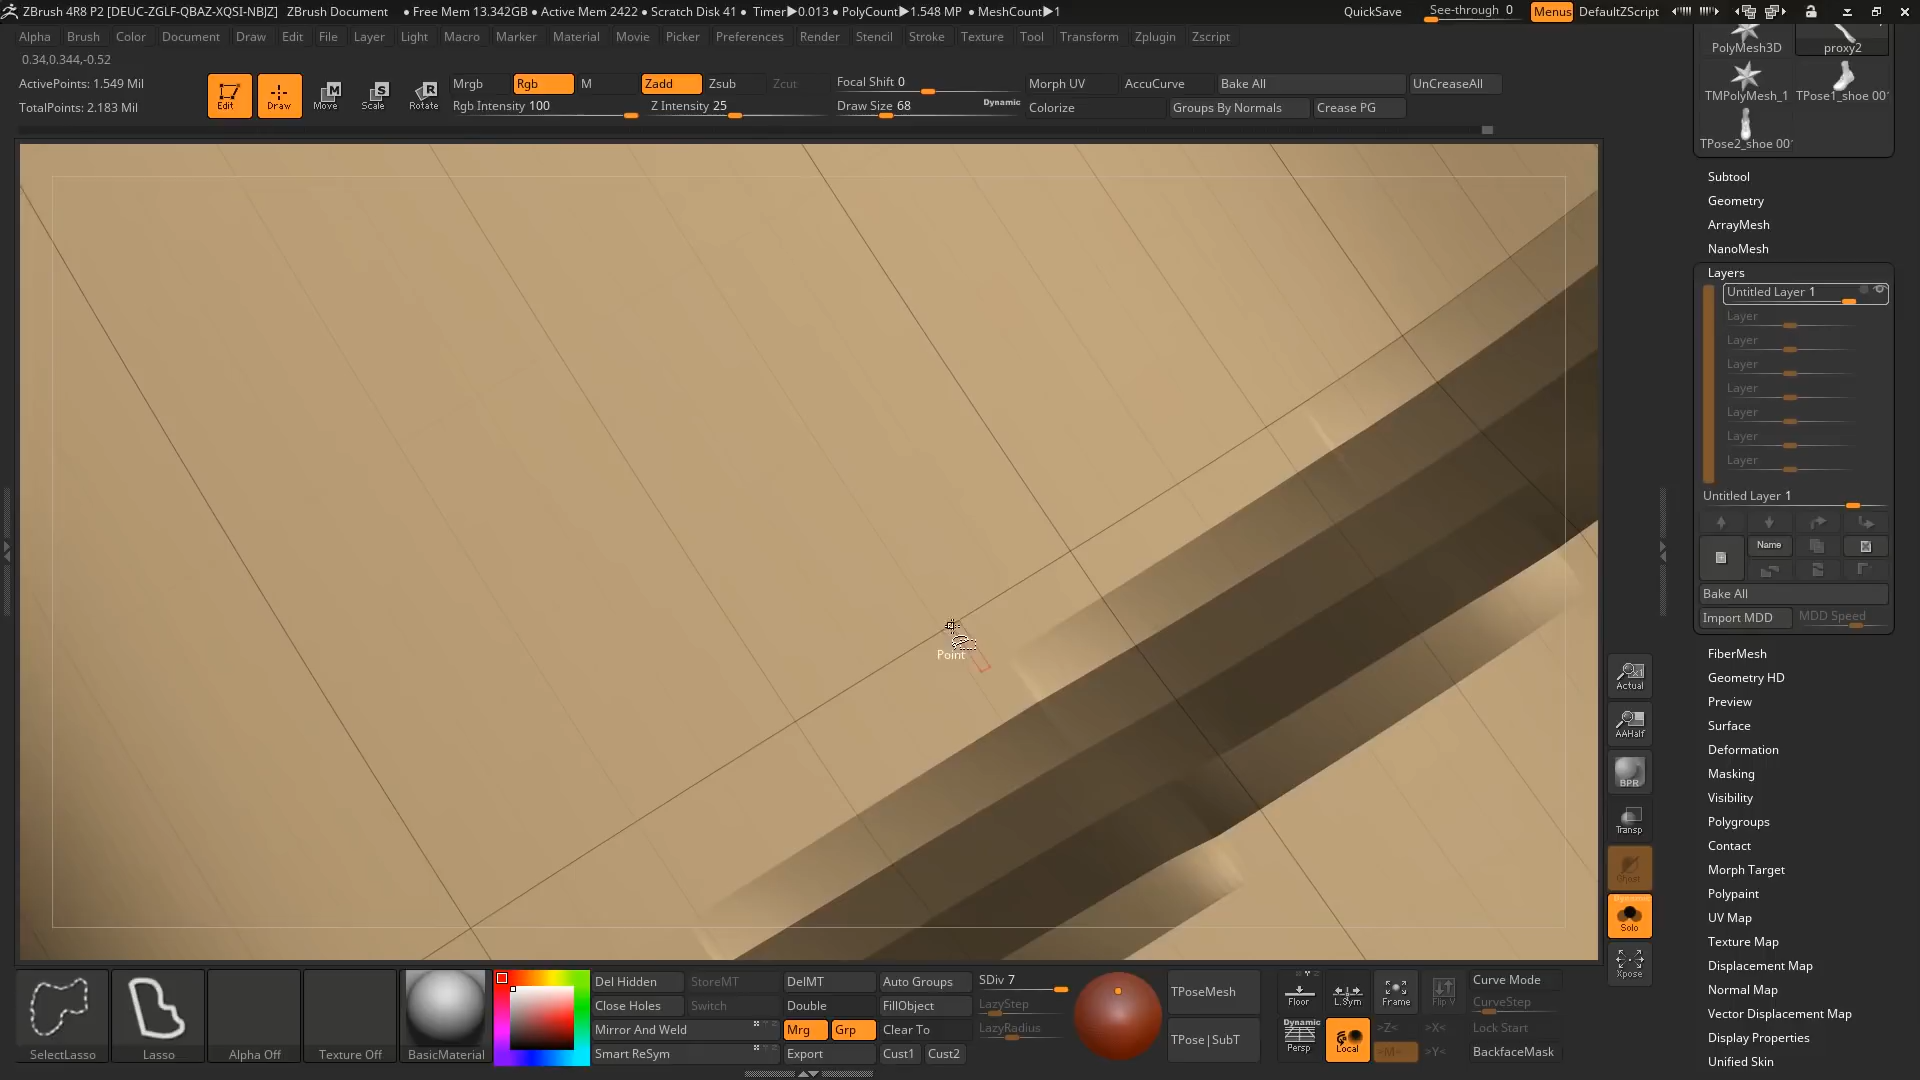 ZBrush 4R8 P2 [DEUC-ZGLF-QBAZ-XQSI-NBJZ] ZBrush Document ● Free Mem 13.342GB ● Active Mem 2422 ● Scratch Disk 41 ● Timer▶0.013 ● PolyCount▶1.548 MP ● MeshCount▶1 QuickSave See-through 0 Menus DefaultZScript
Alpha Brush Color Document Draw Edit File Layer Light Macro Marker Material Movie Picker Preferences Render Stencil Stroke Texture Tool Transform Zplugin Zscript
0.34,0.344,-0.52
ActivePoints: 1.549 Mil
TotalPoints: 2.183 Mil
Edit Draw Move Scale Rotate
Mrgb Rgb M Zadd Zsub Zcut Focal Shift 0 Morph UV AccuCurve Bake All UnCreaseAll
Rgb Intensity 100 Z Intensity 25 Draw Size 68 Dynamic Colorize Groups By Normals Crease PG
PolyMesh3D proxy2
TMPolyMesh_1 TPose1_shoe 00
TPose2_shoe 00
Subtool
Geometry
ArrayMesh
NanoMesh
Layers
Untitled Layer 1
Layer
Layer
Layer
Layer
Layer
Layer
Layer
Untitled Layer 1
Name
Bake All
Import MDD MDD Speed
FiberMesh
Geometry HD
Preview
Surface
Deformation
Masking
Visibility
Polygroups
Contact
Morph Target
Polypaint
UV Map
Texture Map
Displacement Map
Normal Map
Vector Displacement Map
Display Properties
Unified Skin
Point
Actual
AAHalf
BPR
Transp
Ghost
Dynamic
Solo
Xpose
SelectLasso Lasso Alpha Off Texture Off BasicMaterial
Del Hidden StoreMT DelMT Auto Groups SDiv 7
Close Holes Switch Double FillObject LazyStep
Mirror And Weld Mrg Grp Clear To LazyRadius
Smart ReSym Export Cust1 Cust2
TPoseMesh
TPose|SubT
Floor L.Sym Frame Flip V
Dynamic
Persp Local >Z< >X<
>M< >Y<
Curve Mode
CurveStep
Lock Start
BackfaceMask